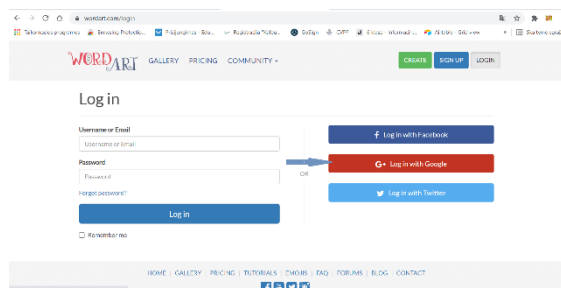 wordart.com/login
WORD ART GALLERY PRICING COMMUNITY CREATE SIGN UP LOGIN
Log in
Username or Email
Username or Email
Password
Password
Forgot password?
Log in
Remember me
OR
Log in with Facebook
G+ Log in with Google
Log in with Twitter
HOME | GALLERY | PRICING | TUTORIALS | EMOJIS | FAQ | FORUMS | BLOG | CONTACT